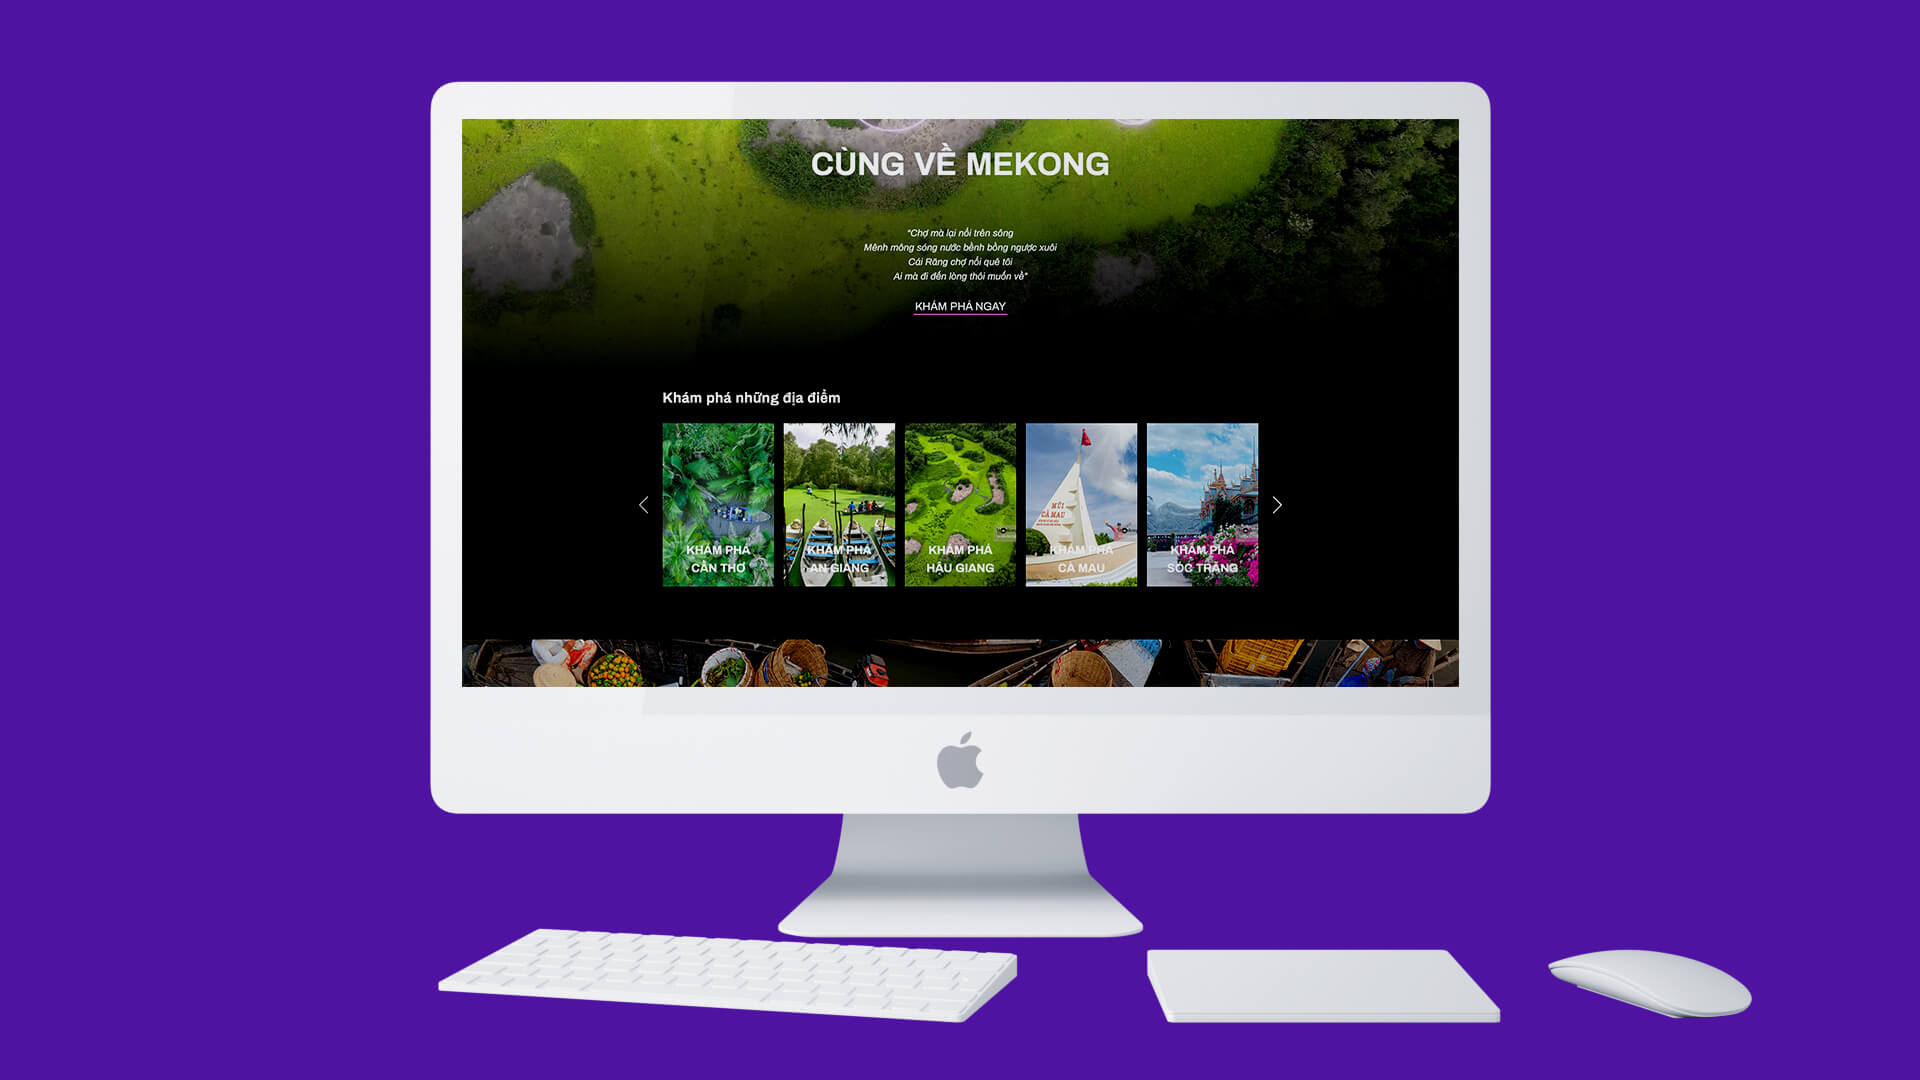 CÙNG VỀ MEKONG
"Chợ mà lại nổi trên sông
Mênh mông sóng nước bềnh bồng ngược xuôi
Cái Răng chợ nổi quê tôi
Ai mà đi đến lòng thôi muốn về"
KHÁM PHÁ NGAY
Khám phá những địa điểm
KHÁM PHÁ
CẦN THƠ
KHÁM PHÁ
AN GIANG
KHÁM PHÁ
HẬU GIANG
MŨI
CÀ MAU
KHÁM PHÁ
CÀ MAU
KHÁM PHÁ
SÓC TRĂNG